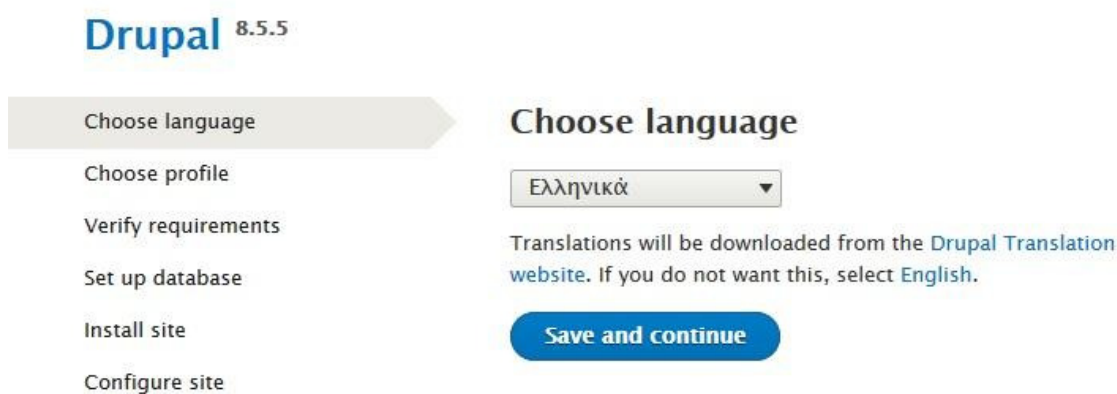 Drupal 8.5.5
Choose language
Choose profile
Verify requirements
Set up database
Install site
Configure site
Choose language
Ελληνικά
Translations will be downloaded from the Drupal Translation
website. If you do not want this, select English.
Save and continue